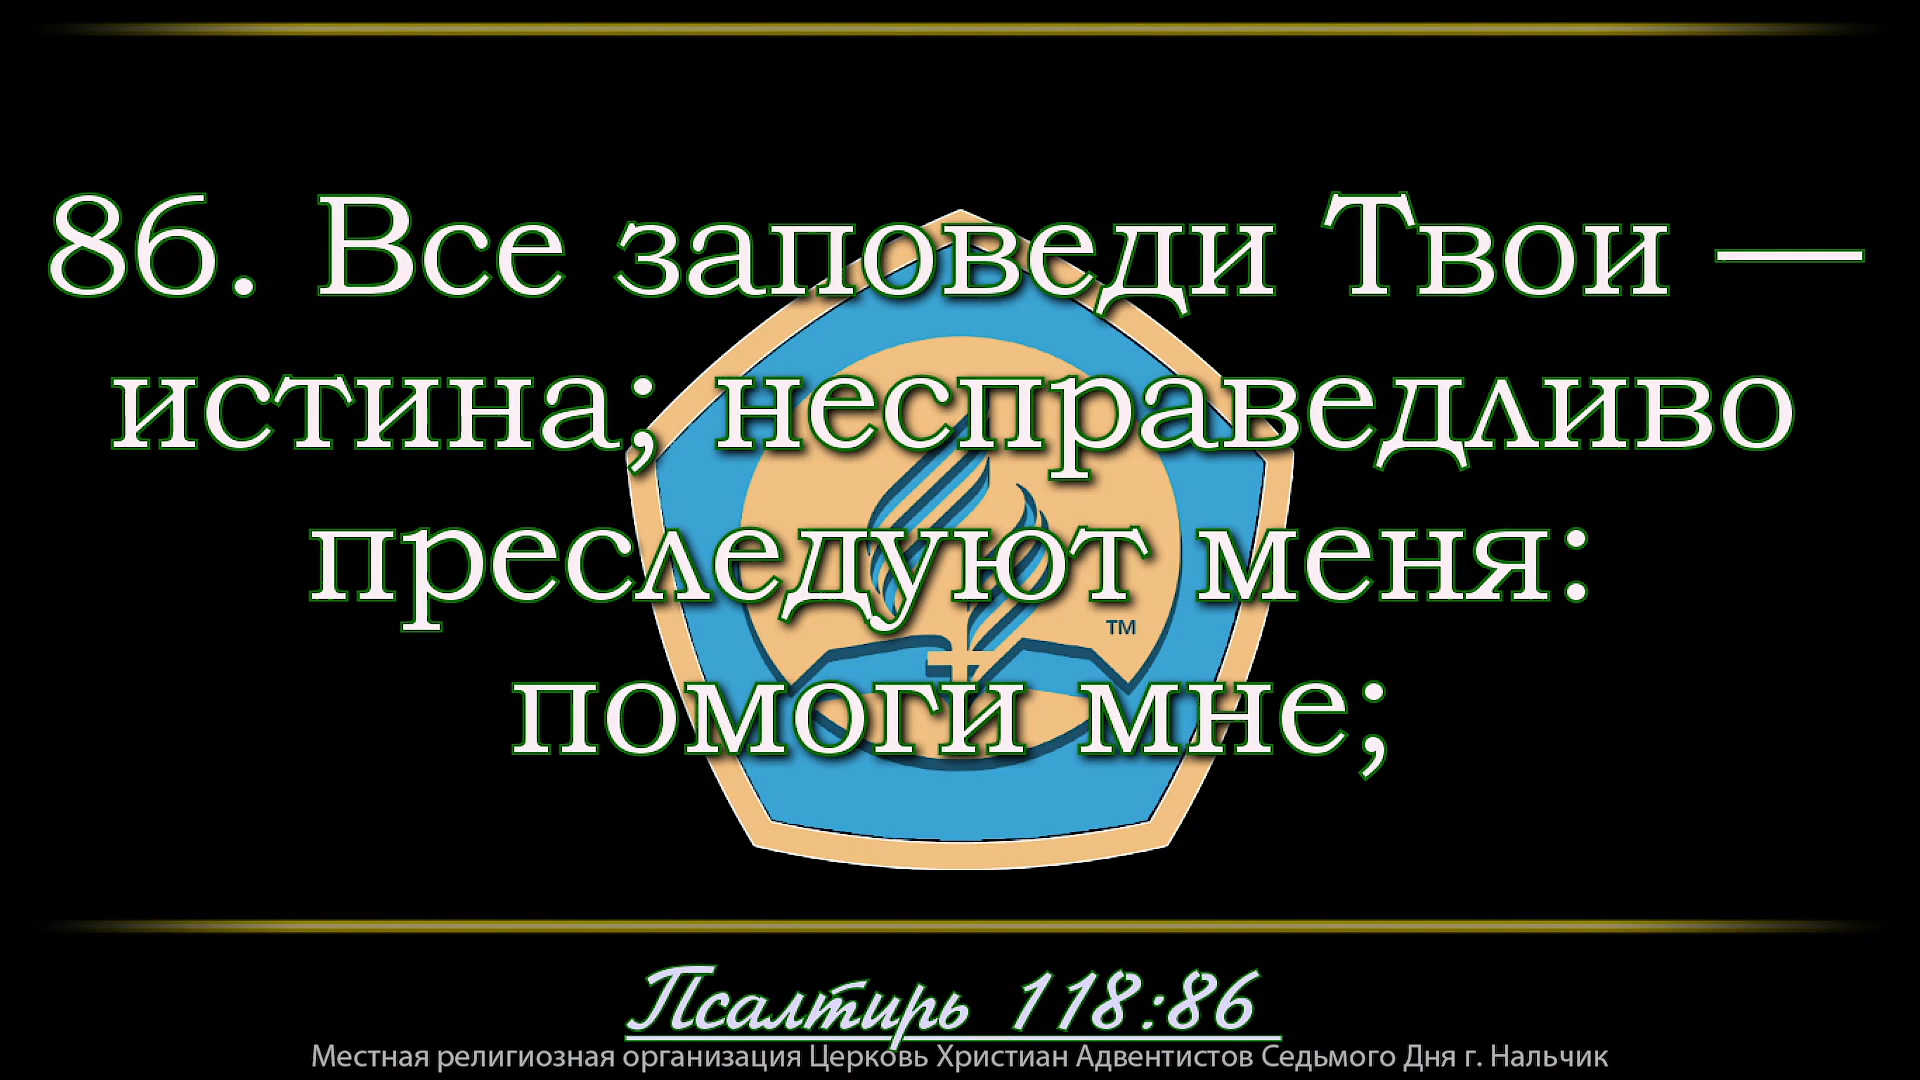 86. Все заповеди Твои —
истина; несправедливо
преследуют меня:
помоги мне;
TM
Псалтирь 118:86
Местная религиозная организация Церковь Христиан Адвентистов Седьмого Дня г. Нальчик